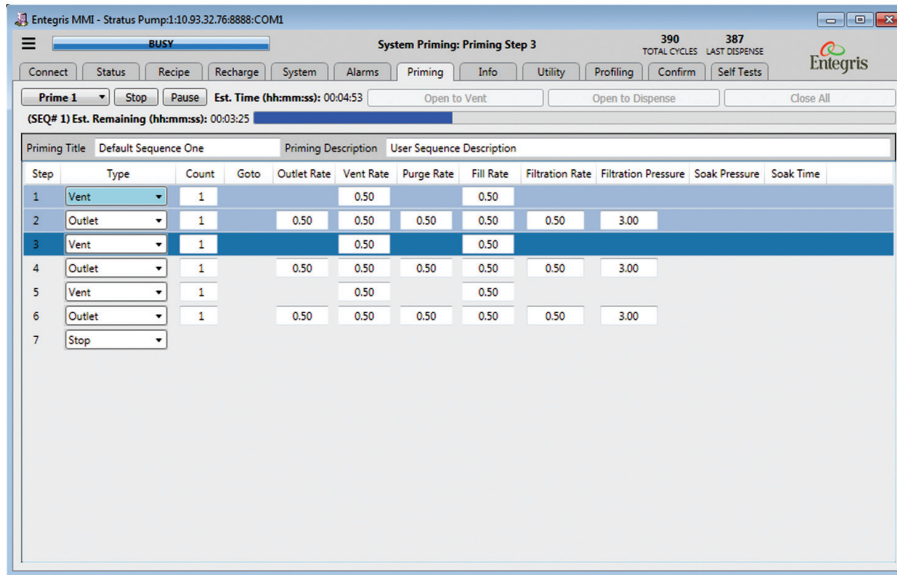 Entegris MMI - Stratus Pump:1:10.93.32.76:8888:COM1
BUSY System Priming: Priming Step 3 390 TOTAL CYCLES 387 LAST DISPENSE Entegris
Connect Status Recipe Recharge System Alarms Priming Info Utility Profiling Confirm Self Tests
Prime 1 Stop Pause Est. Time (hh:mm:ss): 00:04:53 Open to Vent Open to Dispense Close All
(SEQ# 1) Est. Remaining (hh:mm:ss): 00:03:25
Priming Title Default Sequence One Priming Description User Sequence Description
Step Type Count Goto Outlet Rate Vent Rate Purge Rate Fill Rate Filtration Rate Filtration Pressure Soak Pressure Soak Time
1 Vent 1 0.50 0.50
2 Outlet 1 0.50 0.50 0.50 0.50 0.50 3.00
3 Vent 1 0.50 0.50
4 Outlet 1 0.50 0.50 0.50 0.50 0.50 3.00
5 Vent 1 0.50 0.50
6 Outlet 1 0.50 0.50 0.50 0.50 0.50 3.00
7 Stop